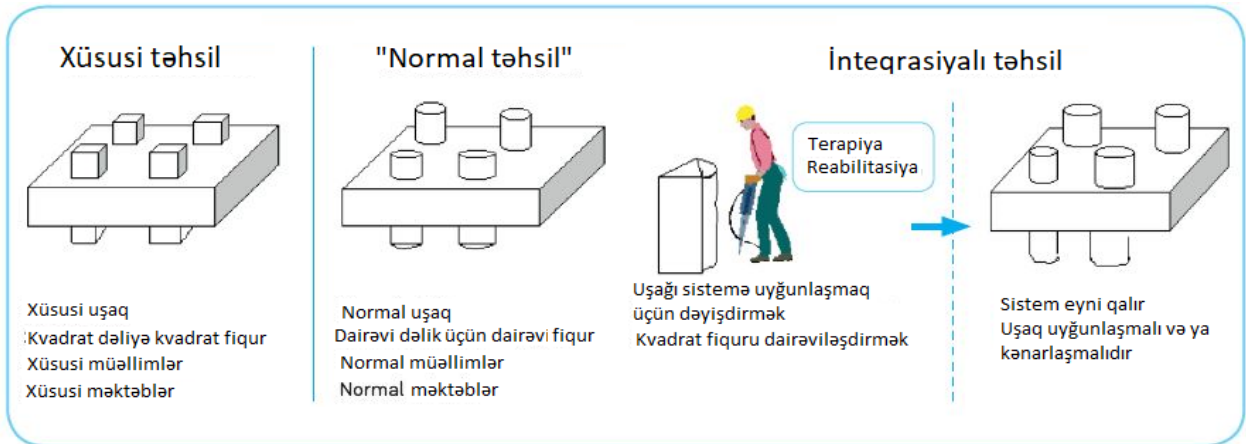 Xüsusi təhsil
Xüsusi uşaq
Kvadrat dəliyə kvadrat fiqur
Xüsusi müəllimlər
Xüsusi məktəblər
"Normal təhsil"
Normal uşaq
Dairəvi dəlik üçün dairəvi fiqur
Normal müəllimlər
Normal məktəblər
İnteqrasiyalı təhsil
Terapiya
Reabilitasiya
Uşağı sistemə uyğunlaşmaq
üçün dəyişdirmək
Kvadrat fiquru dairəviləşdirmək
Sistem eyni qalır
Uşaq uyğunlaşmalı və ya
kənarlaşmalıdır